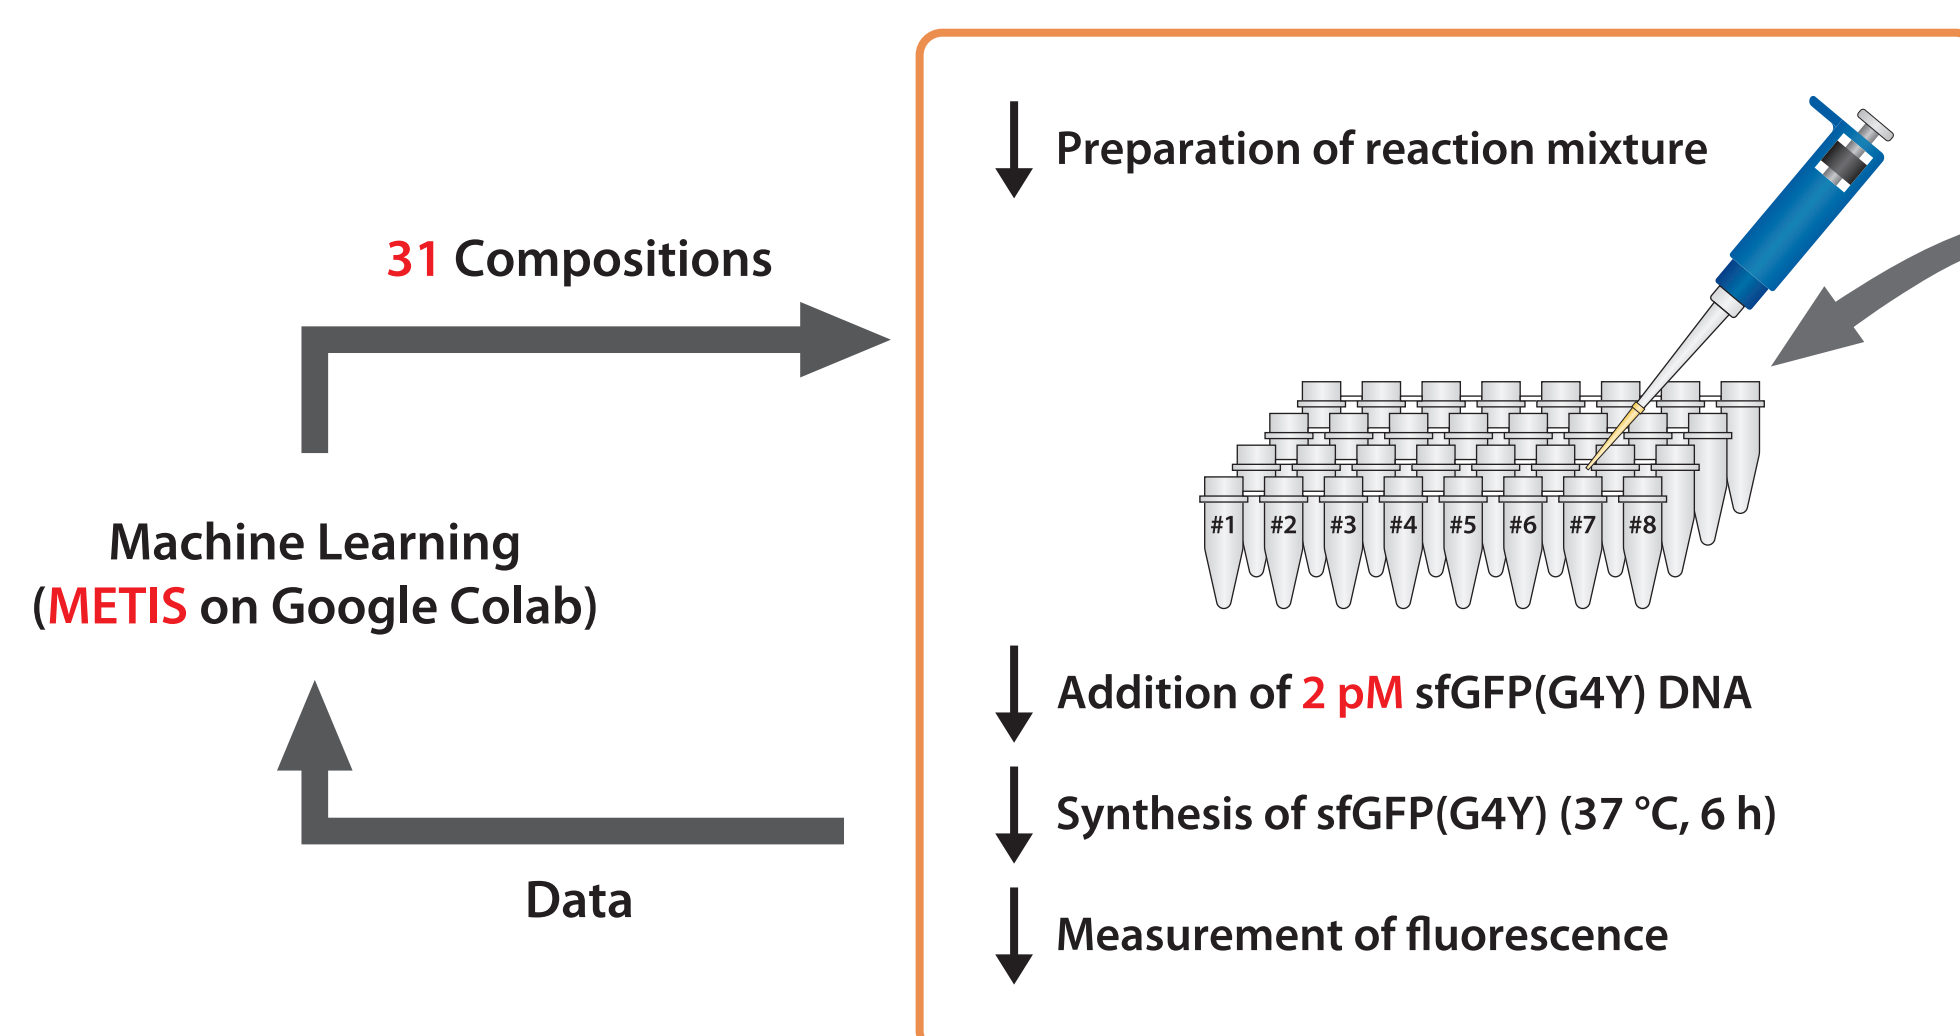 31 Compositions
Machine Learning
(METIS on Google Colab)
Data
Preparation of reaction mixture
#1 #2 #3 #4 #5 #6 #7 #8
Addition of 2 pM sfGFP(G4Y) DNA
Synthesis of sfGFP(G4Y) (37 °C, 6 h)
Measurement of fluorescence